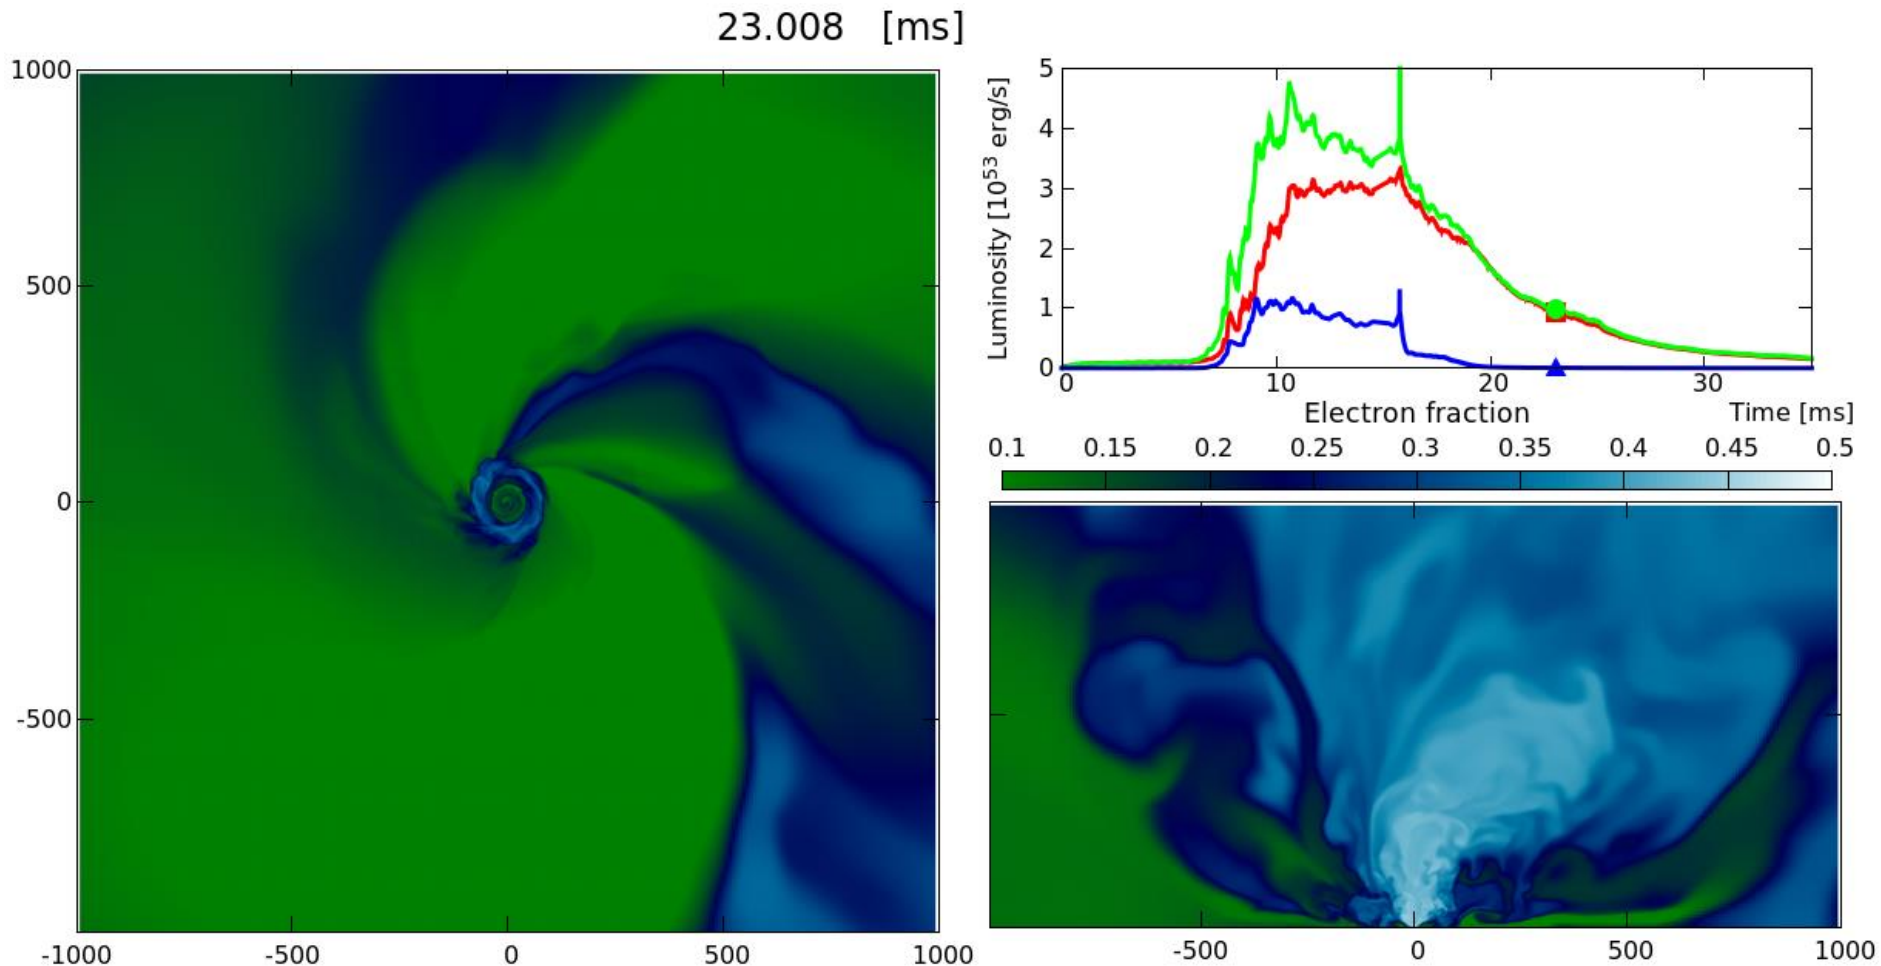 23.008 [ms]
1000
500
0
-500
-1000 -500 0 500 1000
Luminosity [10^53 erg/s]
5
4
3
2
1
0
0 10 20 30
Electron fraction Time [ms]
0.1 0.15 0.2 0.25 0.3 0.35 0.4 0.45 0.5
-500 0 500 1000